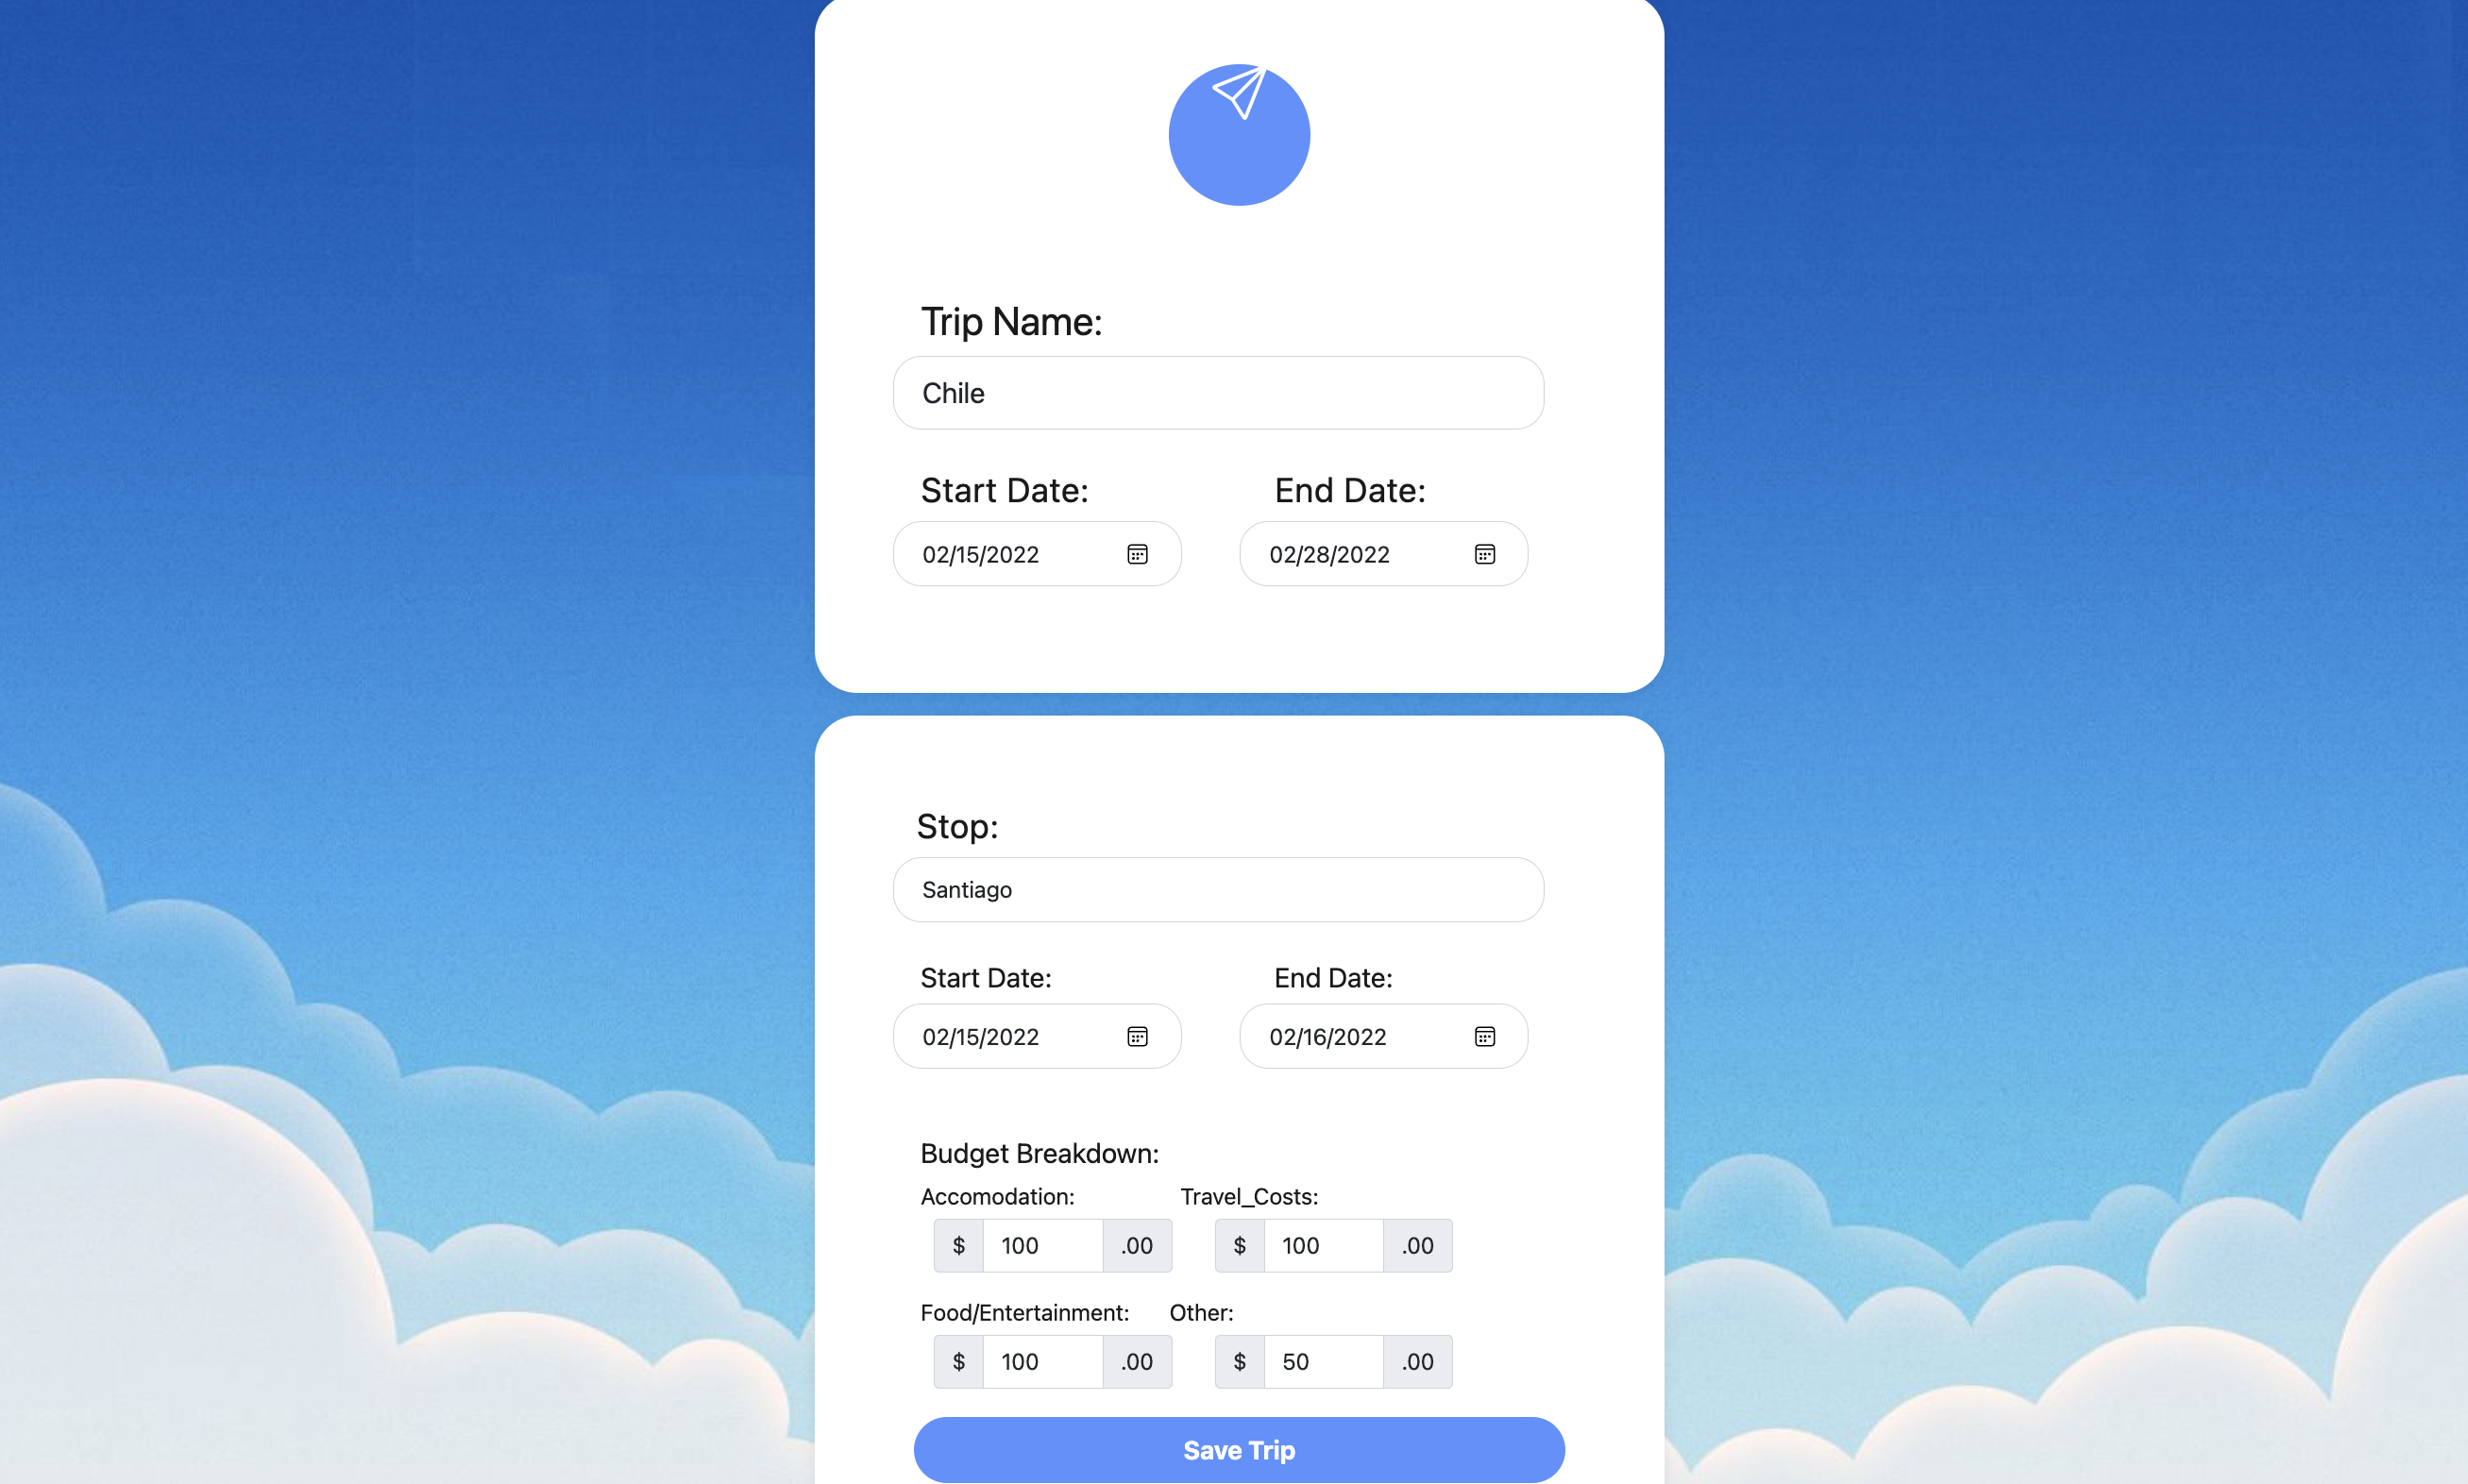 Trip Name:
Chile
Start Date: End Date:
02/15/2022 02/28/2022
Stop:
Santiago
Start Date: End Date:
02/15/2022 02/16/2022
Budget Breakdown:
Accomodation: Travel_Costs:
$ 100 .00 $ 100 .00
Food/Entertainment: Other:
$ 100 .00 $ 50 .00
Save Trip